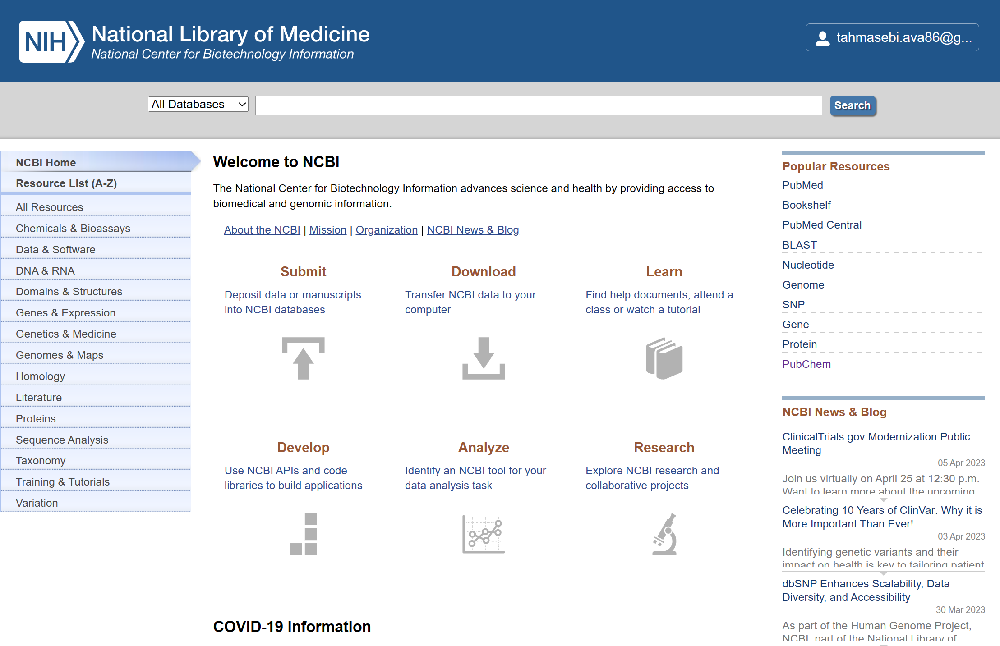 NIH
National Library of Medicine
National Center for Biotechnology Information
tahmasebi.ava86@g...
All Databases
Search
NCBI Home
Resource List (A-Z)
All Resources
Chemicals & Bioassays
Data & Software
DNA & RNA
Domains & Structures
Genes & Expression
Genetics & Medicine
Genomes & Maps
Homology
Literature
Proteins
Sequence Analysis
Taxonomy
Training & Tutorials
Variation
Welcome to NCBI
The National Center for Biotechnology Information advances science and health by providing access to
biomedical and genomic information.
About the NCBI | Mission | Organization | NCBI News & Blog
Submit
Deposit data or manuscripts
into NCBI databases
Download
Transfer NCBI data to your
computer
Learn
Find help documents, attend a
class or watch a tutorial
Develop
Use NCBI APIs and code
libraries to build applications
Analyze
Identify an NCBI tool for your
data analysis task
Research
Explore NCBI research and
collaborative projects
COVID-19 Information
Popular Resources
PubMed
Bookshelf
PubMed Central
BLAST
Nucleotide
Genome
SNP
Gene
Protein
PubChem
NCBI News & Blog
ClinicalTrials.gov Modernization Public
Meeting
05 Apr 2023
Join us virtually on April 25 at 12:30 p.m.
Want to learn more about the upcoming
Celebrating 10 Years of ClinVar: Why it is
More Important Than Ever!
03 Apr 2023
Identifying genetic variants and their
impact on health is key to tailoring patient
dbSNP Enhances Scalability, Data
Diversity, and Accessibility
30 Mar 2023
As part of the Human Genome Project,
NCBI, part of the National Library of